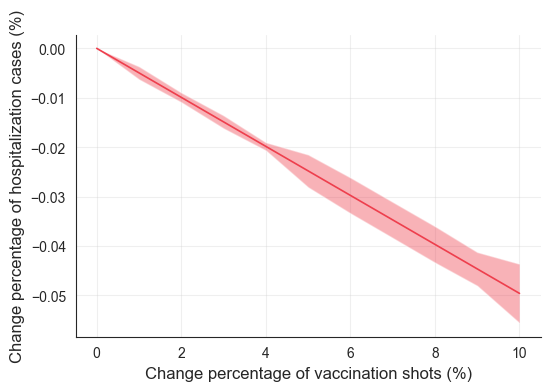 Change percentage of hospitalization cases (%)
0.00
−0.01
−0.02
−0.03
−0.04
−0.05
0 2 4 6 8 10
Change percentage of vaccination shots (%)